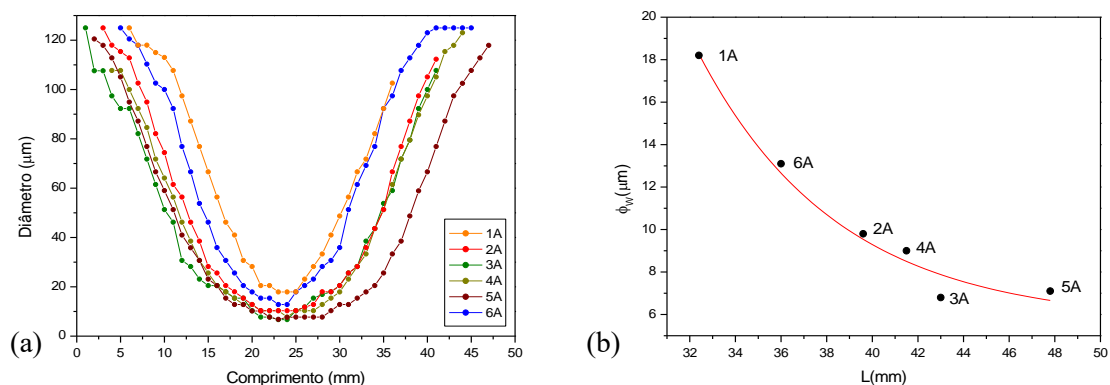 (a)
Diâmetro (µm)
120
100
80
60
40
20
0
0 5 10 15 20 25 30 35 40 45 50
Comprimento (mm)
1A
2A
3A
4A
5A
6A
(b)
ϕW(µm)
20
18
16
14
12
10
8
6
1A
6A
2A
4A
3A
5A
32 34 36 38 40 42 44 46 48 50
L(mm)